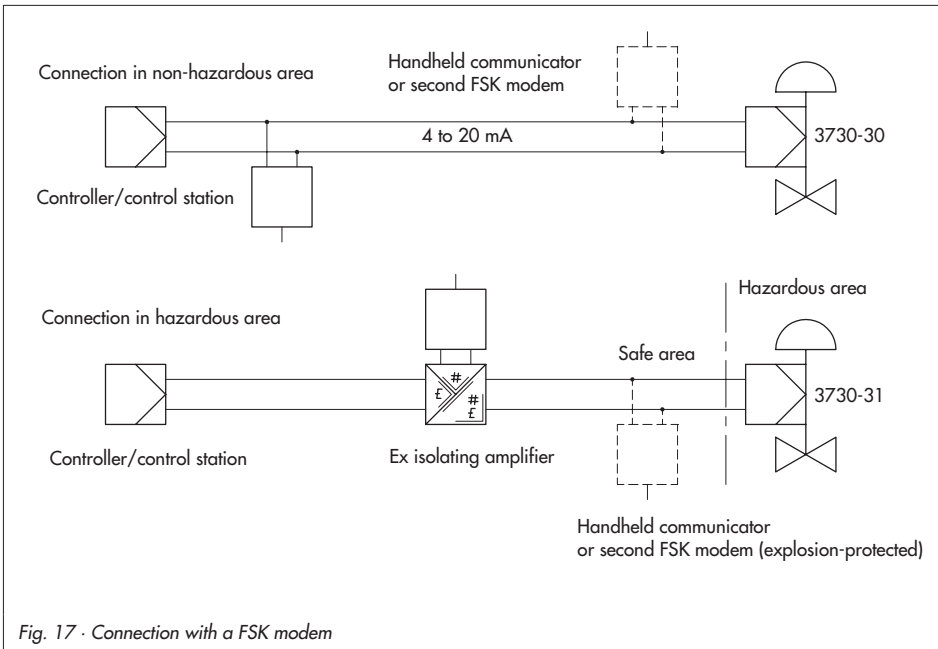 Connection in non-hazardous area
Handheld communicator
or second FSK modem
4 to 20 mA
3730-30
Controller/control station
Connection in hazardous area
Hazardous area
Safe area
#
£
#
£
3730-31
Controller/control station
Ex isolating amplifier
Handheld communicator
or second FSK modem (explosion-protected)
Fig. 17 · Connection with a FSK modem